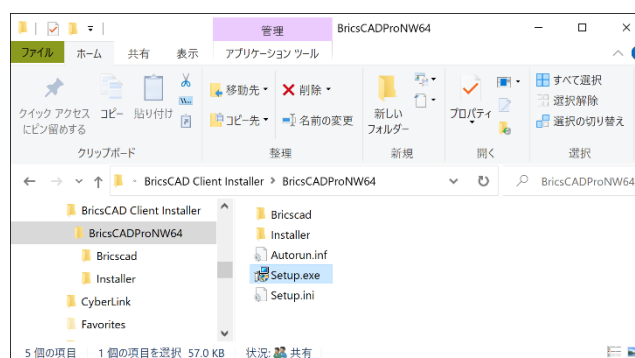 管理
BricsCADProNW64
ファイル ホーム 共有 表示 アプリケーション ツール
クイック アクセス
にピン留めする
コピー 貼り付け
移動先 削除
コピー先 名前の変更
新しい
フォルダー
プロパティ
すべて選択
選択解除
選択の切り替え
クリップボード 整理 新規 開く 選択
BricsCAD Client Installer > BricsCADProNW64
BricsCADProNW64
BricsCAD Client Installer
BricsCADProNW64
Bricscad
Installer
CyberLink
Favorites
Bricscad
Installer
Autorun.inf
Setup.exe
Setup.ini
5 個の項目 1 個の項目を選択 57.0 KB 状況: 共有